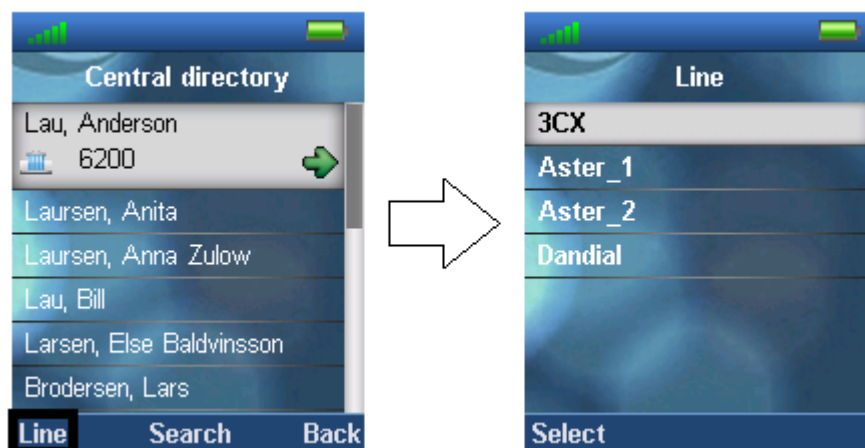 Central directory
Lau, Anderson
6200
Laursen, Anita
Laursen, Anna Zulow
Lau, Bill
Larsen, Else Baldvinsson
Brodersen, Lars
Line Search Back
Line
3CX
Aster_1
Aster_2
Dandial
Select